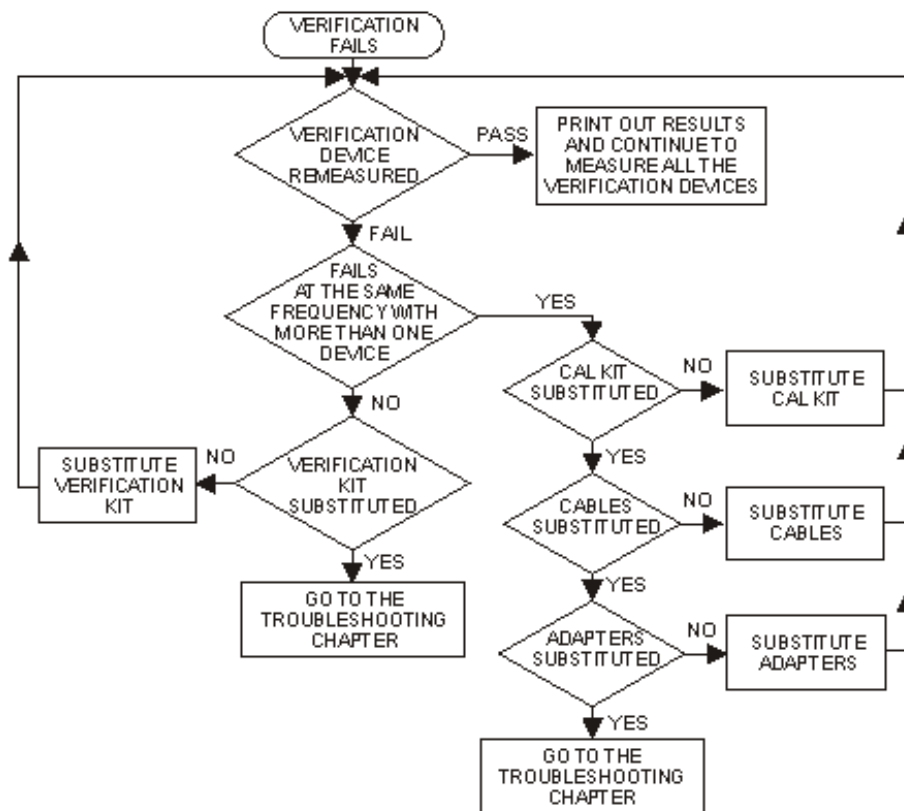 VERIFICATION
FAILS
VERIFICATION
DEVICE
REMEASURED
PASS
PRINT OUT RESULTS
AND CONTINUE TO
MEASURE ALL THE
VERIFICATION DEVICES
FAIL
FAILS
AT THE SAME
FREQUENCY WITH
MORE THAN ONE
DEVICE
YES
CAL KIT
SUBSTITUTED
NO
SUBSTITUTE
CAL KIT
NO
VERIFICATION
KIT
SUBSTITUTED
NO
SUBSTITUTE
VERIFICATION
KIT
YES
GO TO THE
TROUBLESHOOTING
CHAPTER
YES
CABLES
SUBSTITUTED
NO
SUBSTITUTE
CABLES
YES
ADAPTERS
SUBSTITUTED
NO
SUBSTITUTE
ADAPTERS
YES
GO TO THE
TROUBLESHOOTING
CHAPTER